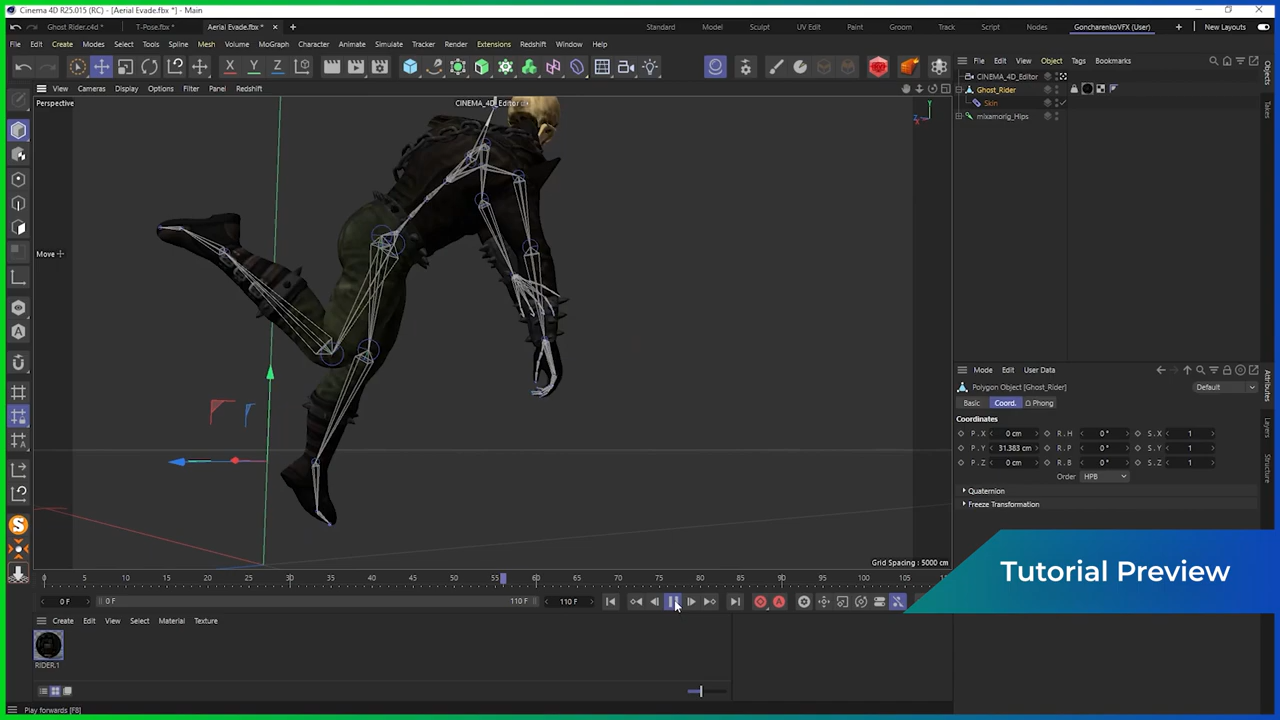 Cinema 4D R25.015 (RC) - [Aerial Evade.fbx *] - Main
Ghost Rider.c4d *
T-Pose.fbx
Aerial Evade.fbx *
Standard
Model
Sculpt
UV Edit
Paint
Groom
Track
Script
Nodes
GoncharenkoVFX (User)
New Layouts
File Edit Create Modes Select Tools Spline Mesh Volume MoGraph Character Animate Simulate Tracker Render Extensions Redshift Window Help
X Y Z
File Edit View Object Tags Bookmarks
View Cameras Display Options Filter Panel Redshift
Perspective
CINEMA_4D_Editor
Y
X
Z
CINEMA_4D_Editor
Ghost_Rider
Skin
mixamorig_Hips
Objects
Takes
Move
Grid Spacing : 5000 cm
Mode Edit User Data
Polygon Object [Ghost_Rider]
Default
Basic Coord. Phong
Coordinates
P . X 0 cm R . H 0 ° S . X 1
P . Y 31.383 cm R . P 0 ° S . Y 1
P . Z 0 cm R . B 0 ° S . Z 1
Order HPB
Quaternion
Freeze Transformation
Attributes
Layers
Structure
Tutorial Preview
0 5 10 15 20 25 30 35 40 45 50 55 60 65 70 75 80 85 90 95 100 105
0 F
0 F
110 F
110 F
Create Edit View Select Material Texture
RIDER.1
Play forwards [F8]